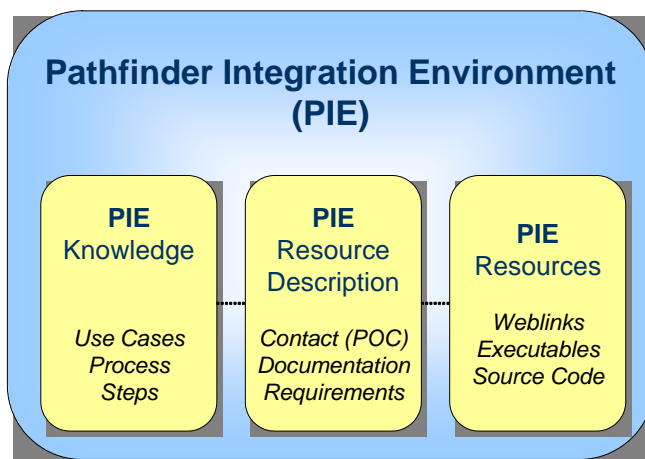 Pathfinder Integration Environment
(PIE)
PIE
Knowledge
Use Cases
Process
Steps
PIE
Resource
Description
Contact (POC)
Documentation
Requirements
PIE
Resources
Weblinks
Executables
Source Code